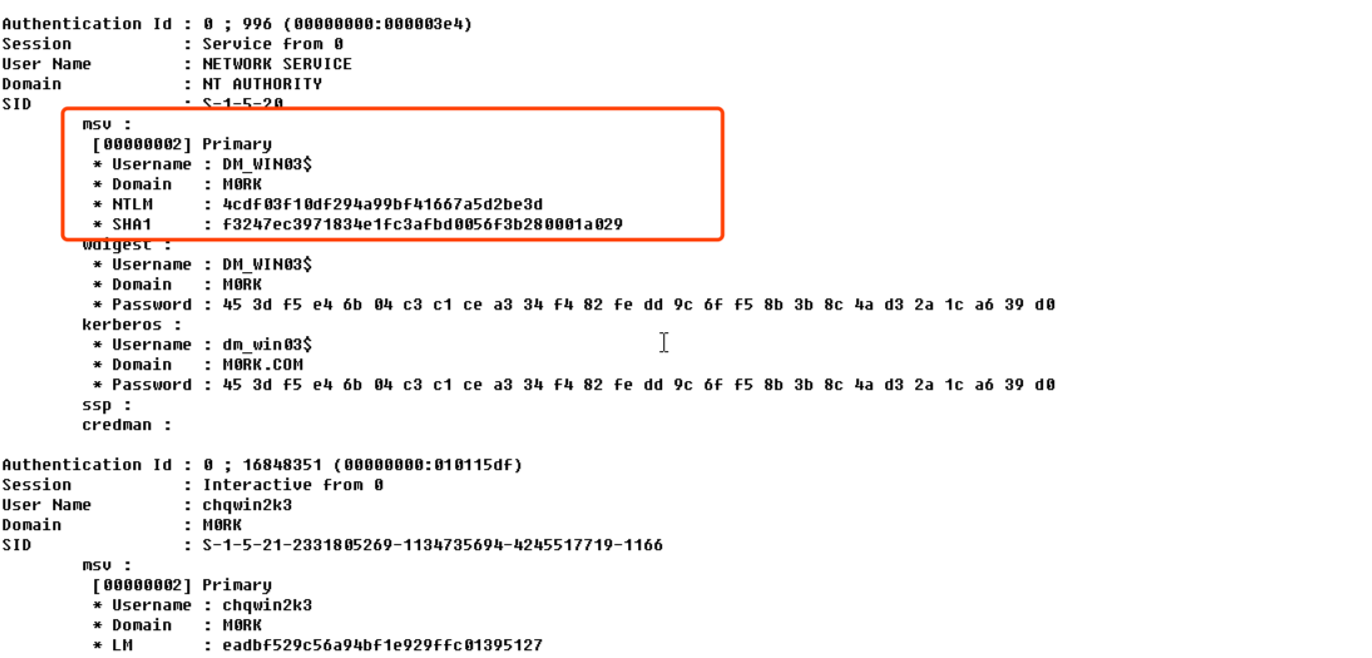 Authentication Id : 0 ; 996 (00000000:000003e4)
Session           : Service from 0
User Name         : NETWORK SERVICE
Domain            : NT AUTHORITY
SID               : S-1-5-20
        msv :
         [00000002] Primary
         * Username : DM_WIN03$
         * Domain   : M0RK
         * NTLM     : 4cdf03f10df294a99bf41667a5d2be3d
         * SHA1     : f3247ec3971834e1fc3afbd0056f3b280001a029
        wdigest :
         * Username : DM_WIN03$
         * Domain   : M0RK
         * Password : 45 3d f5 e4 6b 04 c3 c1 ce a3 34 f4 82 fe dd 9c 6f f5 8b 3b 8c 4a d3 2a 1c a6 39 d0
        kerberos :
         * Username : dm_win03$
         * Domain   : M0RK.COM
         * Password : 45 3d f5 e4 6b 04 c3 c1 ce a3 34 f4 82 fe dd 9c 6f f5 8b 3b 8c 4a d3 2a 1c a6 39 d0
        ssp :
        credman :
Authentication Id : 0 ; 16848351 (00000000:010115df)
Session           : Interactive from 0
User Name         : chqwin2k3
Domain            : M0RK
SID               : S-1-5-21-2331805269-1134735694-4245517719-1166
        msv :
         [00000002] Primary
         * Username : chqwin2k3
         * Domain   : M0RK
         * LM       : eadbf529c56a94bf1e929ffc01395127